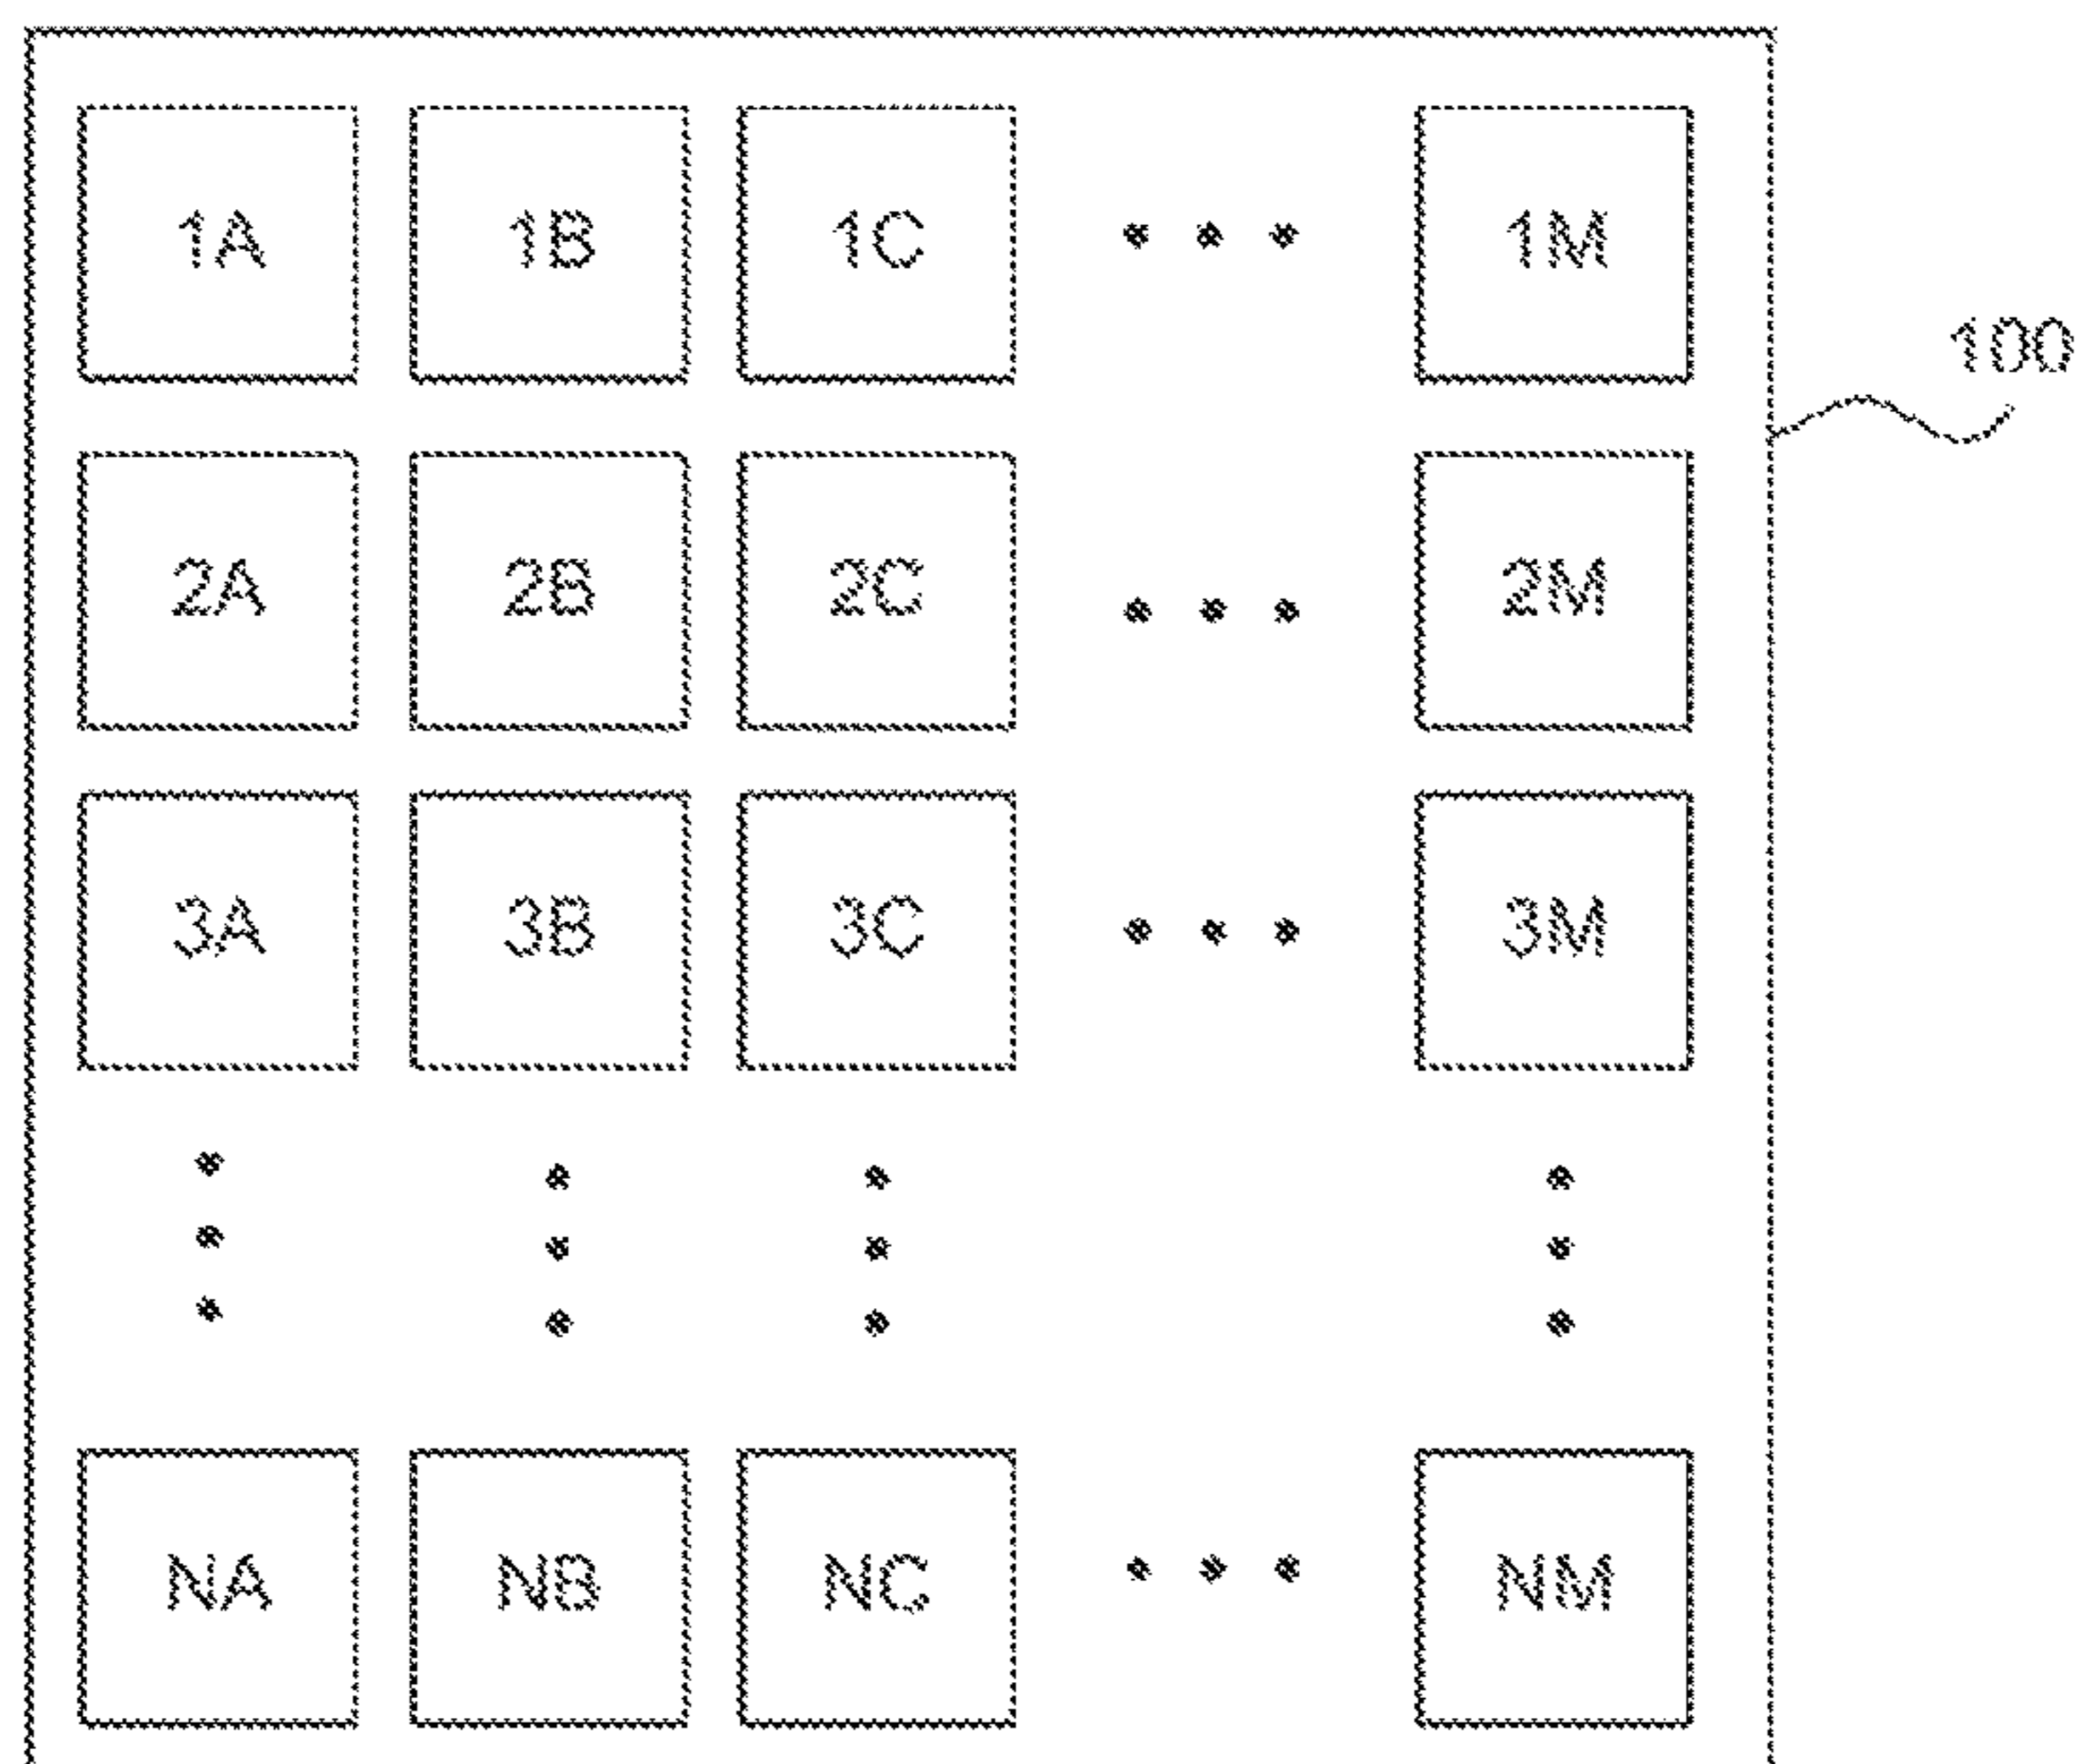 1A 1B 1C • • • 1M
100
2A 2B 2C • • • 2M
3A 3B 3C • • • 3M
NA NB NC • • • NM